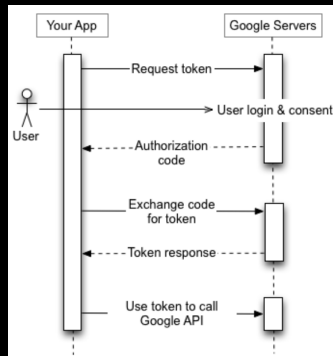 Your App
Google Servers
Request token
User login & consent
User
Authorization
code
Exchange code
for token
Token response
Use token to call
Google API